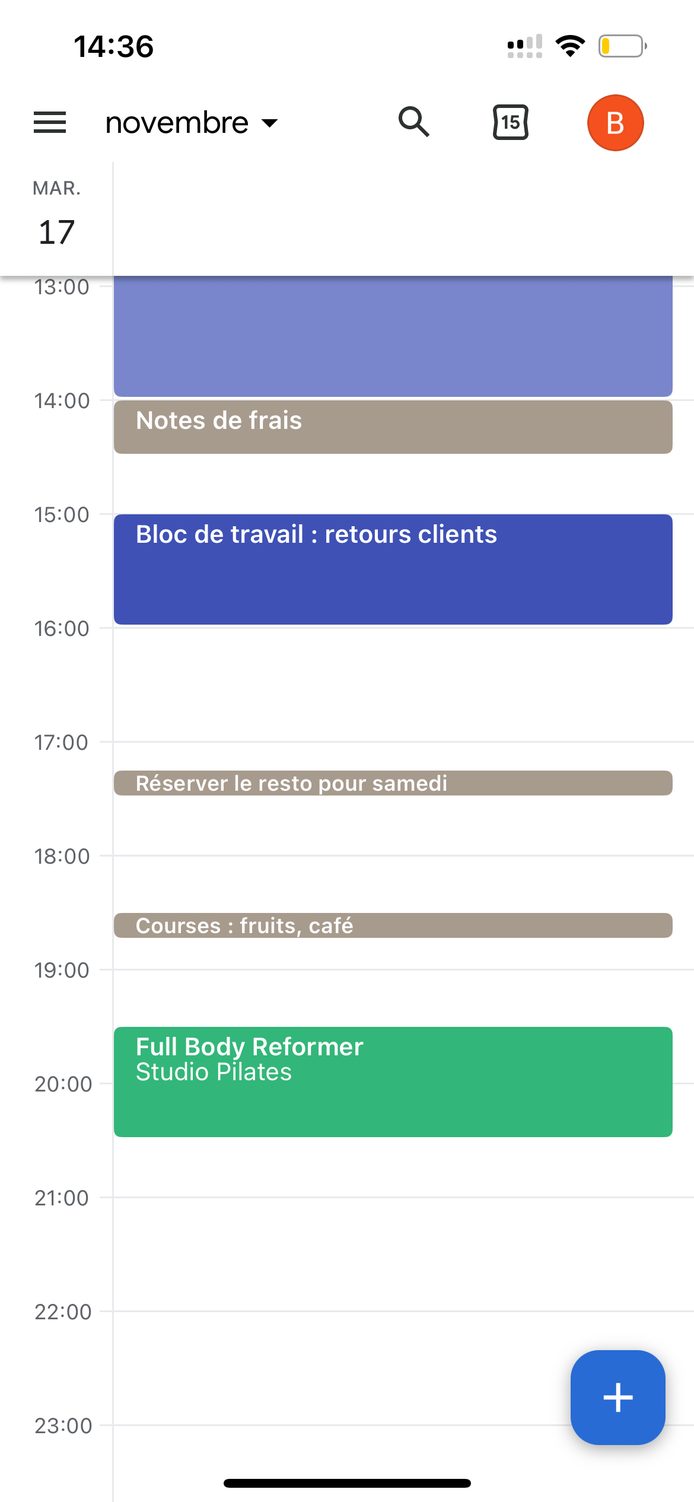 14:36
novembre
15
B
MAR.
17
13:00
14:00
Notes de frais
15:00
Bloc de travail : retours clients
16:00
17:00
Réserver le resto pour samedi
18:00
Courses : fruits, café
19:00
Full Body Reformer
Studio Pilates
20:00
21:00
22:00
23:00